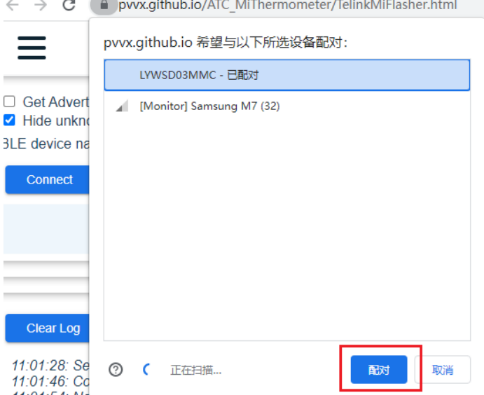 pvvx.github.io/ATC_MiThermometer/TelinkMiFlasher.html
pvvx.github.io 希望与以下所选设备配对：
LYWSD03MMC - 已配对
Get Advert
[Monitor] Samsung M7 (32)
Hide unkno
BLE device na
Connect
Clear Log
11:01:28: Se
正在扫描...
配对
取消
11:01:46: Co